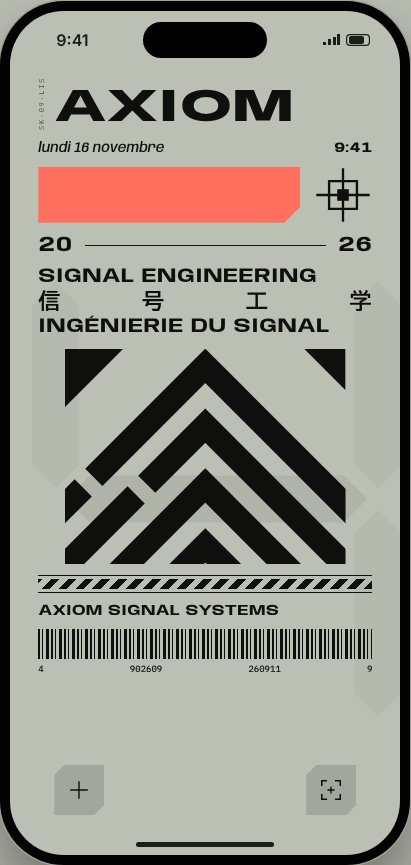 9:41
SK-09-LIS
AXIOM
lundi 16 novembre 9:41
20 26
SIGNAL ENGINEERING
信 号 工 学
INGÉNIERIE DU SIGNAL
AXIOM SIGNAL SYSTEMS
4 902609 260911 9